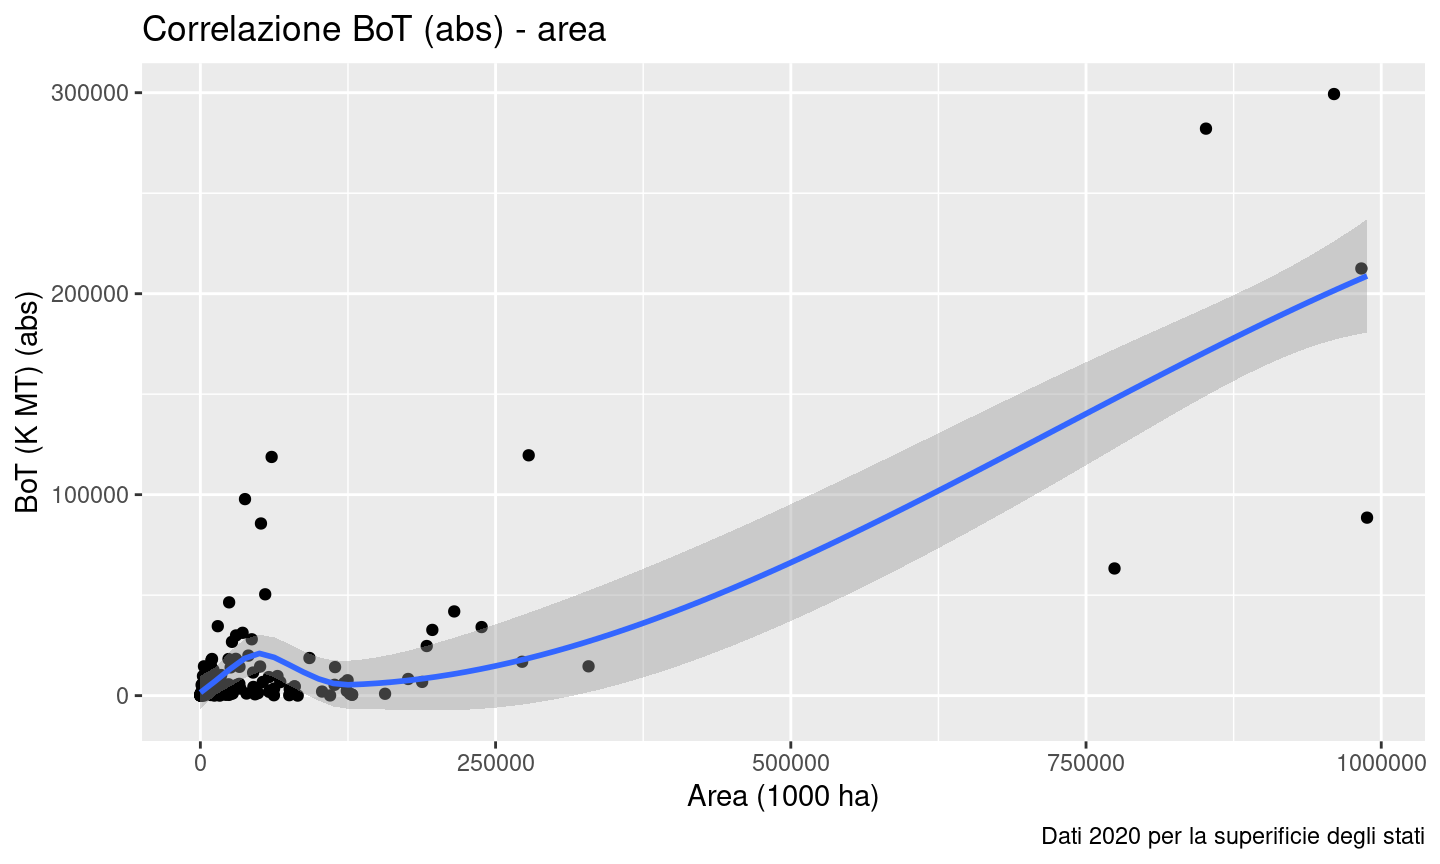 Correlazione BoT (abs) - area
BoT (K MT) (abs)
300000
200000
100000
0
0 250000 500000 750000 1000000
Area (1000 ha)
Dati 2020 per la superificie degli stati